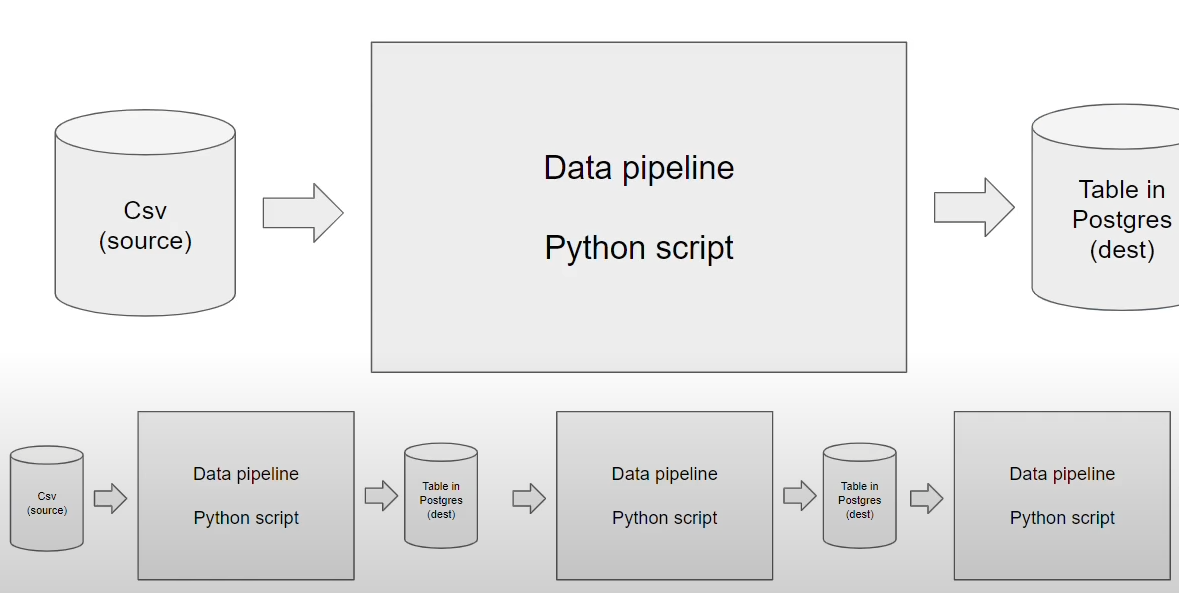 Csv
(source)
Data pipeline
Python script
Table in
Postgres
(dest)
Csv
(source)
Data pipeline
Python script
Table in
Postgres
(dest)
Data pipeline
Python script
Table in
Postgres
(dest)
Data pipeline
Python script